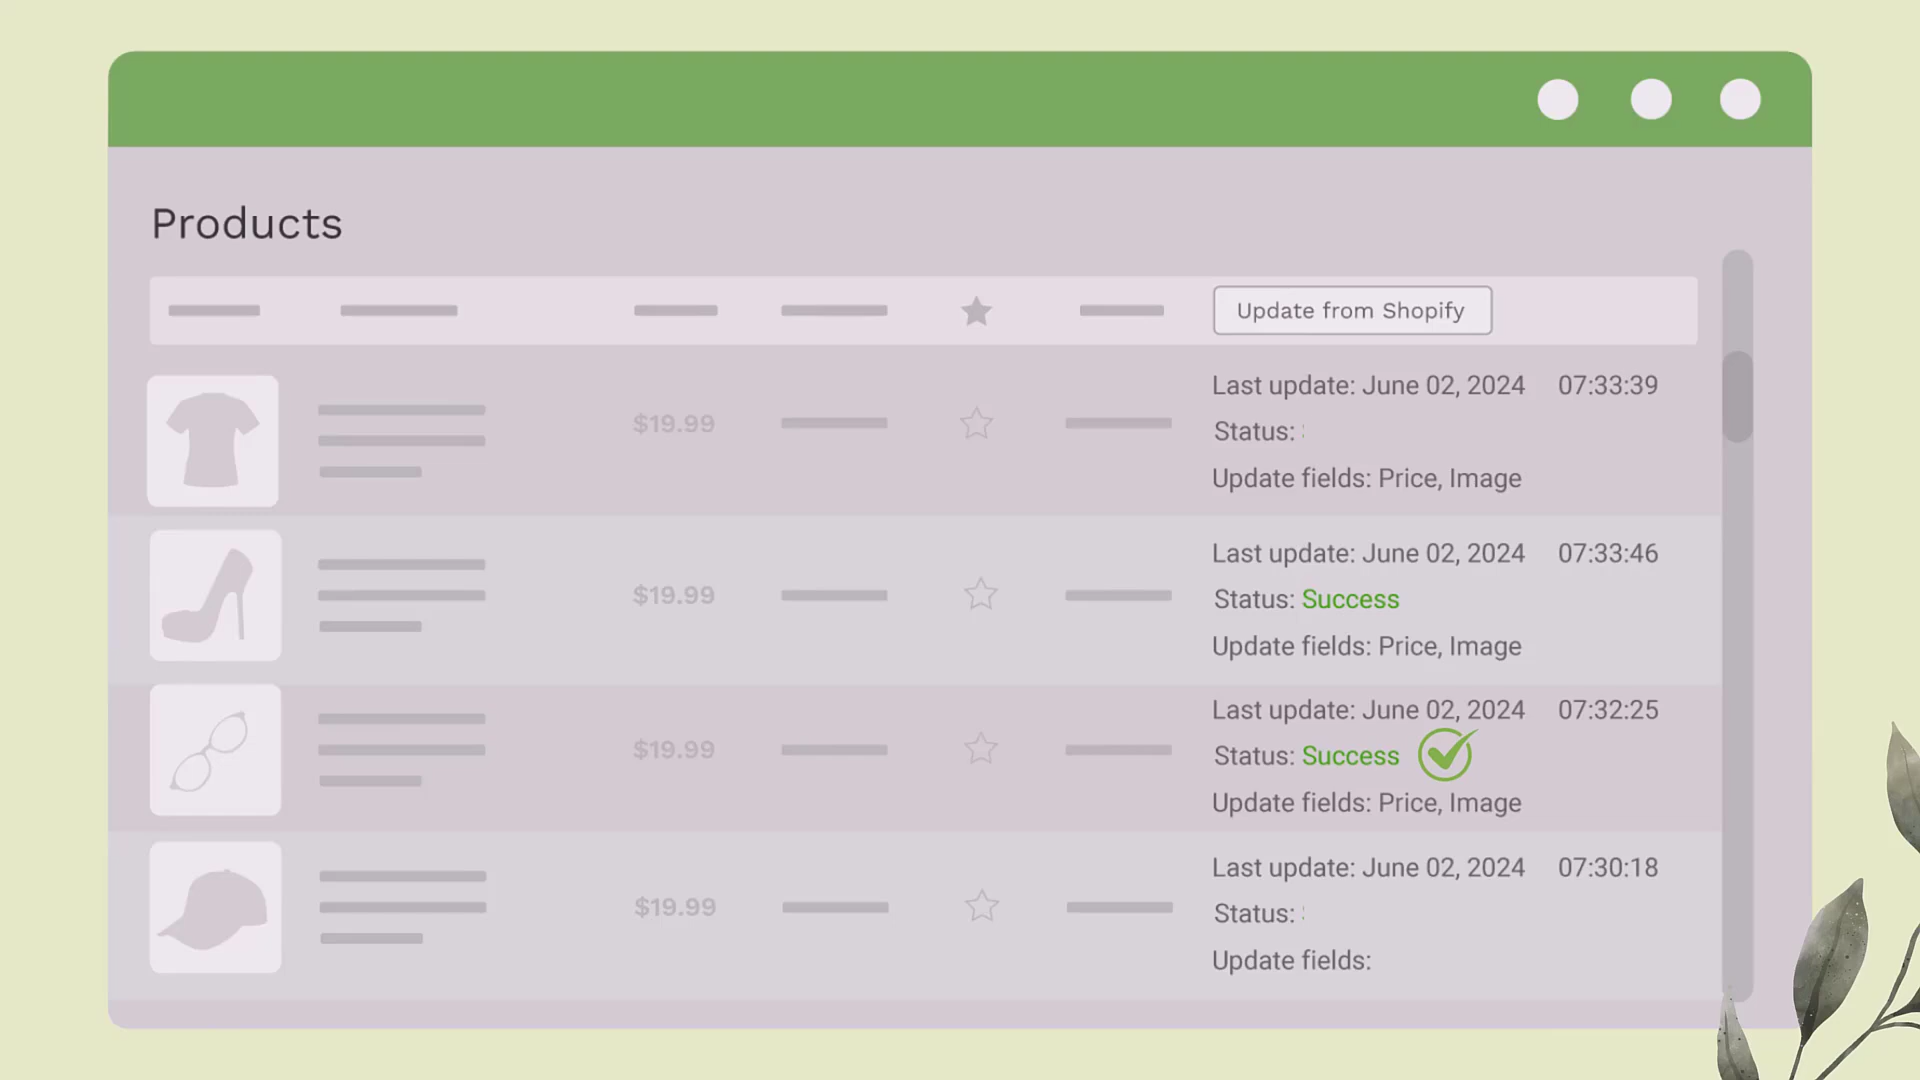 Products
Update from Shopify
Last update: June 02, 2024 07:33:39
$19.99
Status:
Update fields: Price, Image
Last update: June 02, 2024 07:33:46
$19.99
Status: Success
Update fields: Price, Image
Last update: June 02, 2024 07:32:25
$19.99
Status: Success
Update fields: Price, Image
Last update: June 02, 2024 07:30:18
$19.99
Status:
Update fields: